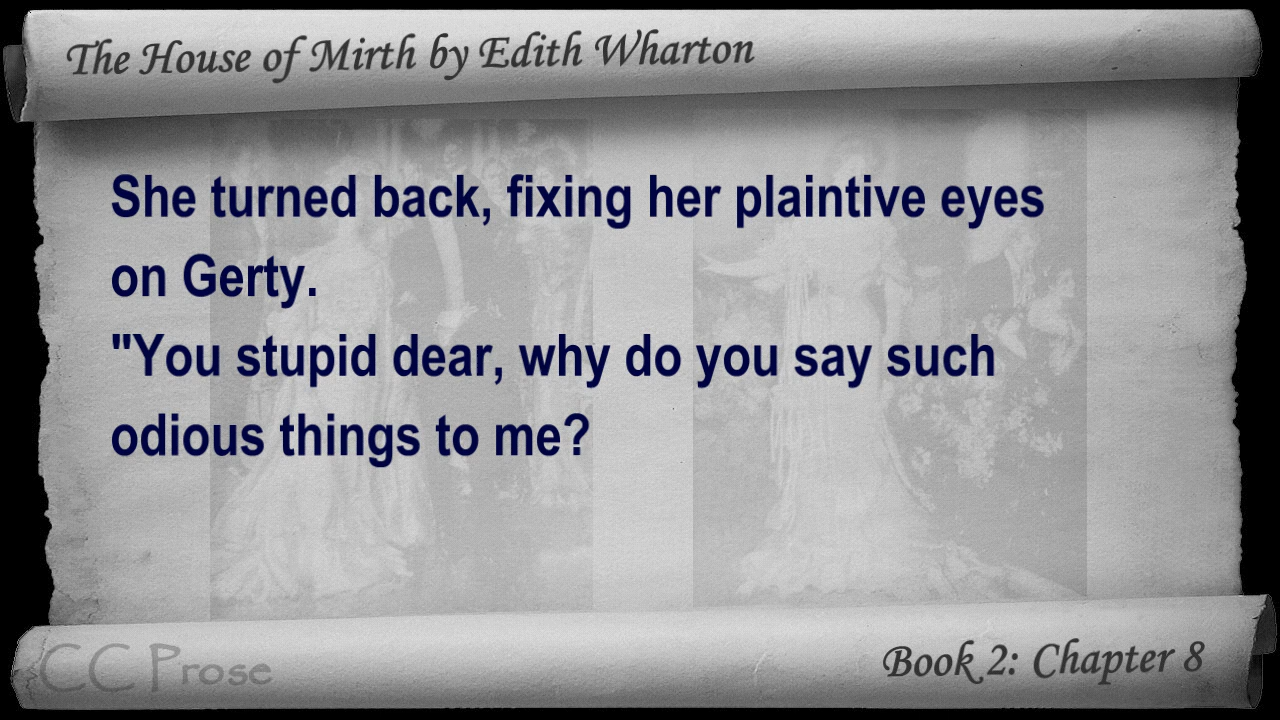 The House of Mirth by Edith Wharton
She turned back, fixing her plaintive eyes
on Gerty.
"You stupid dear, why do you say such
odious things to me?
CC Prose
Book 2: Chapter 8